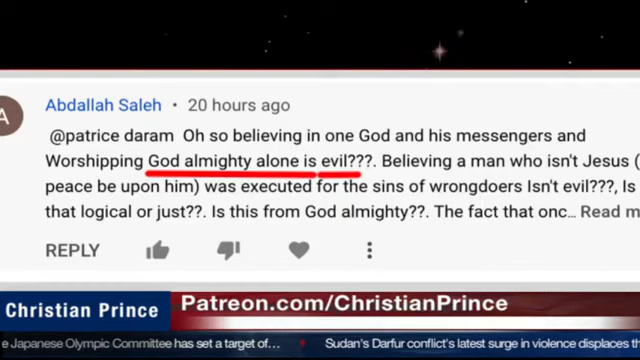 A
Abdallah Saleh • 20 hours ago
@patrice daram Oh so believing in one God and his messengers and
Worshipping God almighty alone is evil???. Believing a man who isn't Jesus (
peace be upon him) was executed for the sins of wrongdoers Isn't evil???, Is
that logical or just??. Is this from God almighty??. The fact that onc... Read m
REPLY
Christian Prince
Patreon.com/ChristianPrince
e Japanese Olympic Committee has set a target of...
Sudan's Darfur conflict's latest surge in violence displaces th